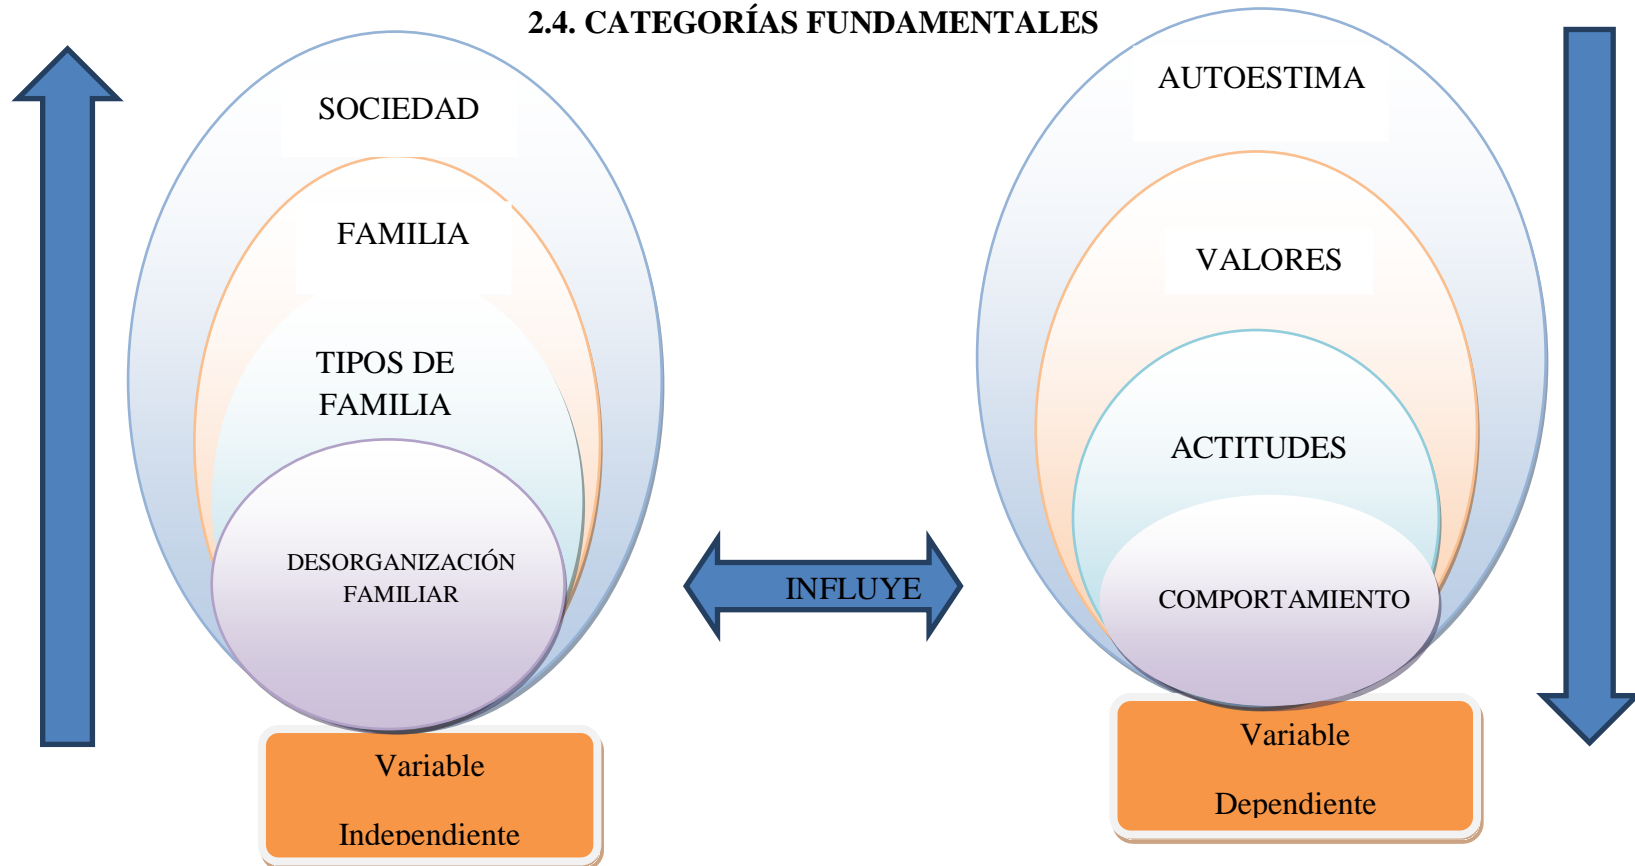 2.4. CATEGORÍAS FUNDAMENTALES
SOCIEDAD
FAMILIA
TIPOS DE
FAMILIA
DESORGANIZACIÓN
FAMILIAR
Variable
Independiente
INFLUYE
AUTOESTIMA
VALORES
ACTITUDES
COMPORTAMIENTO
Variable
Dependiente